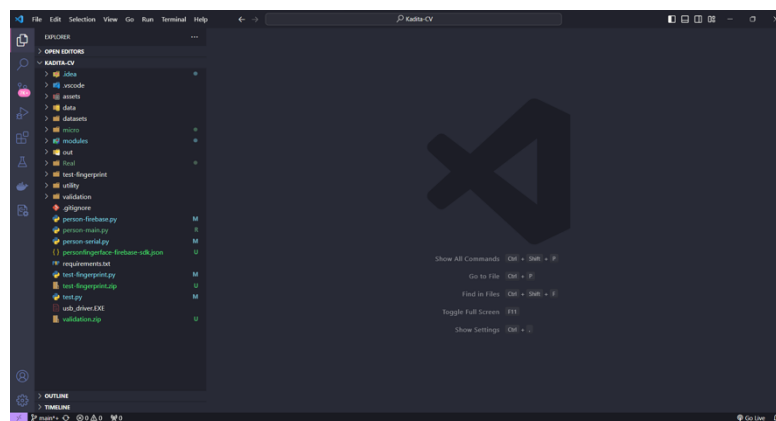 File Edit Selection View Go Run Terminal Help
Kadita-CV
EXPLORER
OPEN EDITORS
KADITA-CV
.idea
.vscode
assets
data
datasets
micro
modules
out
Real
test-fingerprint
utility
validation
.gitignore
person-firebase.py M
person-main.py R
person-serial.py M
personfingerface-firebase-sdk.json U
requirements.txt
test-fingerprint.py M
test-fingerprint.zip U
test.py M
usb_driver.EXE
validation.zip U
Show All Commands Ctrl + Shift + P
Go to File Ctrl + P
Find in Files Ctrl + Shift + F
Toggle Full Screen F11
Show Settings Ctrl + ,
OUTLINE
TIMELINE
main*+ 0 0 0 Go Live